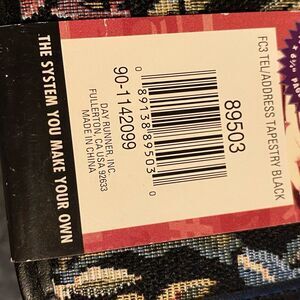 FC3 TEL/ADDRESS TAPESTRY BLACK
89503
0 89138 89503 0
90-1142099
DAY RUNNER, INC.
FULLERTON, CA USA 92633
MADE IN CHINA
THE SYSTEM YOU MAKE YOUR OWN